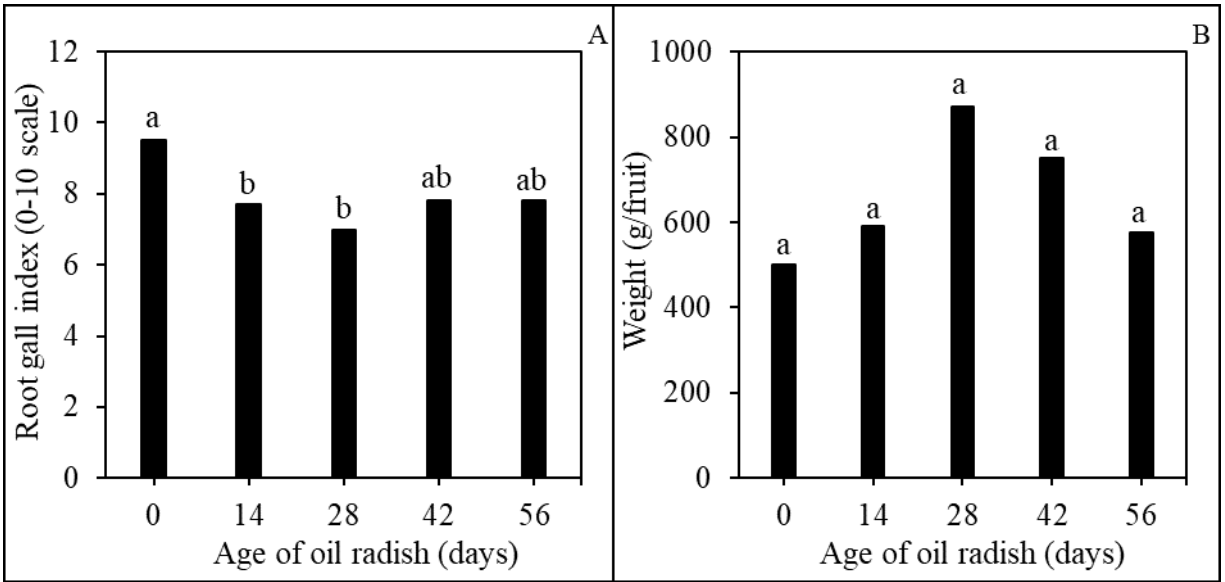 A
Root gall index (0-10 scale)
12
10
8
6
4
2
0
a
b
b
ab
ab
0 14 28 42 56
Age of oil radish (days)
B
Weight (g/fruit)
1000
800
600
400
200
0
a
a
a
a
a
0 14 28 42 56
Age of oil radish (days)